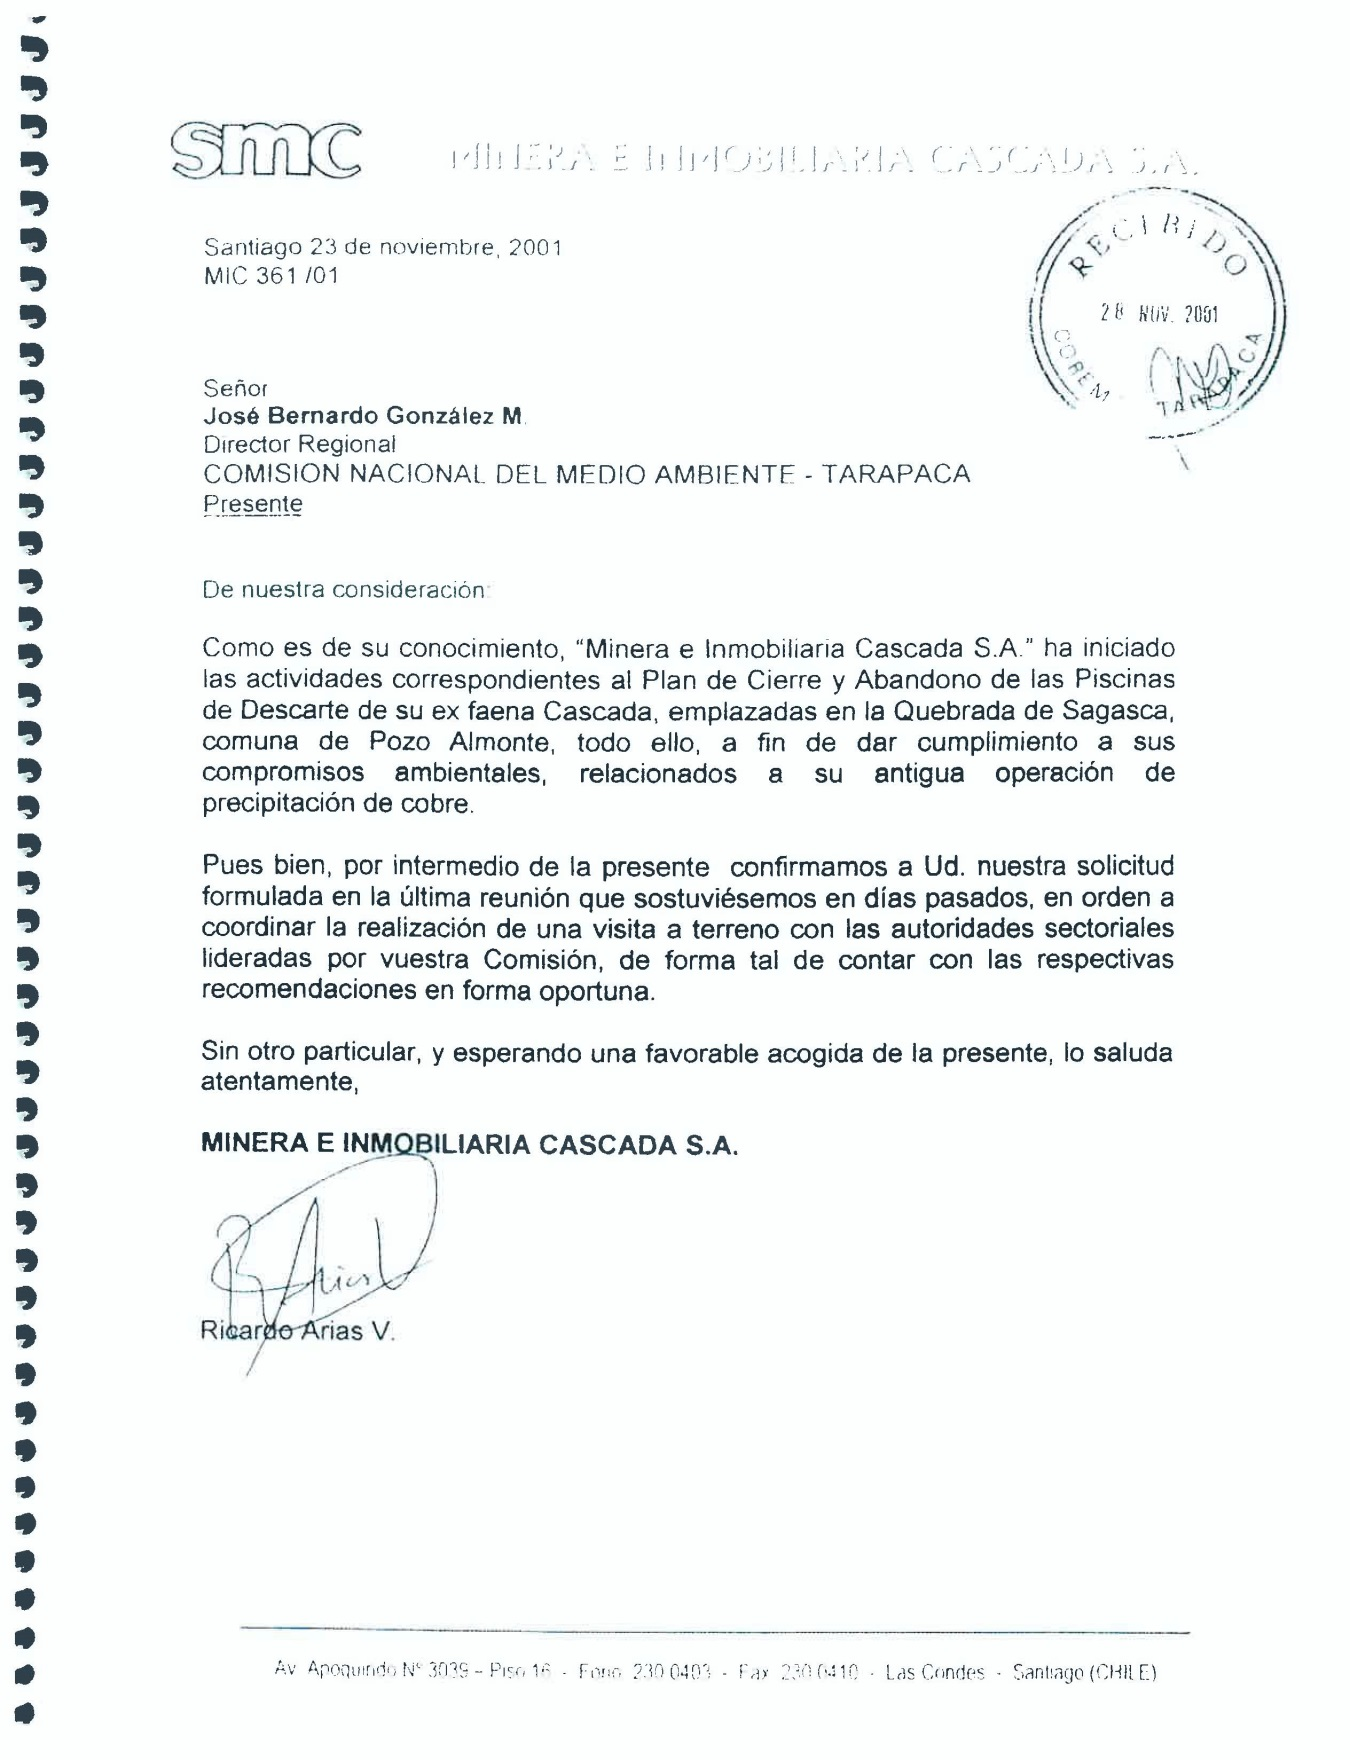 smc
MINERA E INMOBILIARIA CASCADA S.A.
RECIBIDO
28 NOV. 2001
COREMA TARAPACA
Santiago 23 de noviembre, 2001
MIC 361 /01
Señor
José Bernardo González M.
Director Regional
COMISION NACIONAL DEL MEDIO AMBIENTE - TARAPACA
Presente
De nuestra consideración:
Como es de su conocimiento, “Minera e Inmobiliaria Cascada S.A.” ha iniciado
las actividades correspondientes al Plan de Cierre y Abandono de las Piscinas
de Descarte de su ex faena Cascada, emplazadas en la Quebrada de Sagasca,
comuna de Pozo Almonte, todo ello, a fin de dar cumplimiento a sus
compromisos ambientales, relacionados a su antigua operación de
precipitación de cobre.
Pues bien, por intermedio de la presente confirmamos a Ud. nuestra solicitud
formulada en la última reunión que sostuviésemos en días pasados, en orden a
coordinar la realización de una visita a terreno con las autoridades sectoriales
lideradas por vuestra Comisión, de forma tal de contar con las respectivas
recomendaciones en forma oportuna.
Sin otro particular, y esperando una favorable acogida de la presente, lo saluda
atentamente,
MINERA E INMOBILIARIA CASCADA S.A.
R Arias
Ricardo Arias V.
Av. Apoquindo Nº 3039 – Piso 16 - Fono 230 0403 - Fax 230 0410 - Las Condes - Santiago (CHILE)